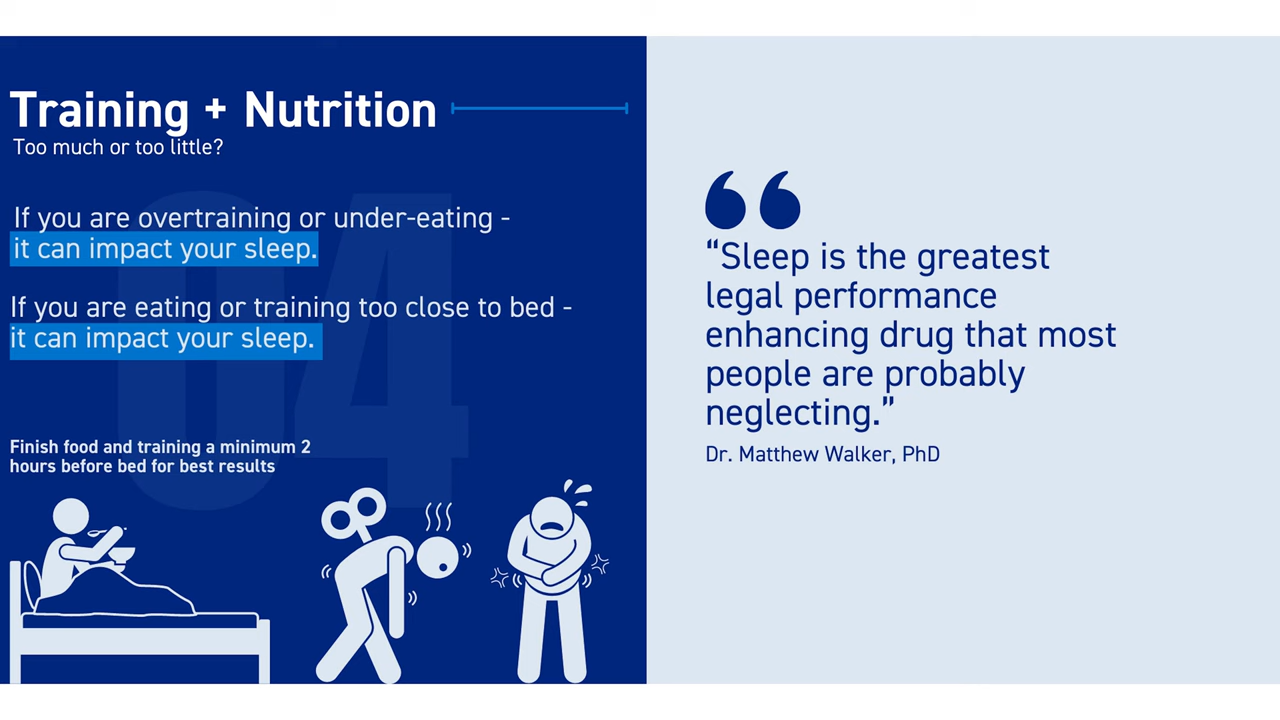 Training + Nutrition
Too much or too little?
04
If you are overtraining or under-eating -
it can impact your sleep.
If you are eating or training too close to bed -
it can impact your sleep.
Finish food and training a minimum 2
hours before bed for best results
“Sleep is the greatest
legal performance
enhancing drug that most
people are probably
neglecting.”
Dr. Matthew Walker, PhD